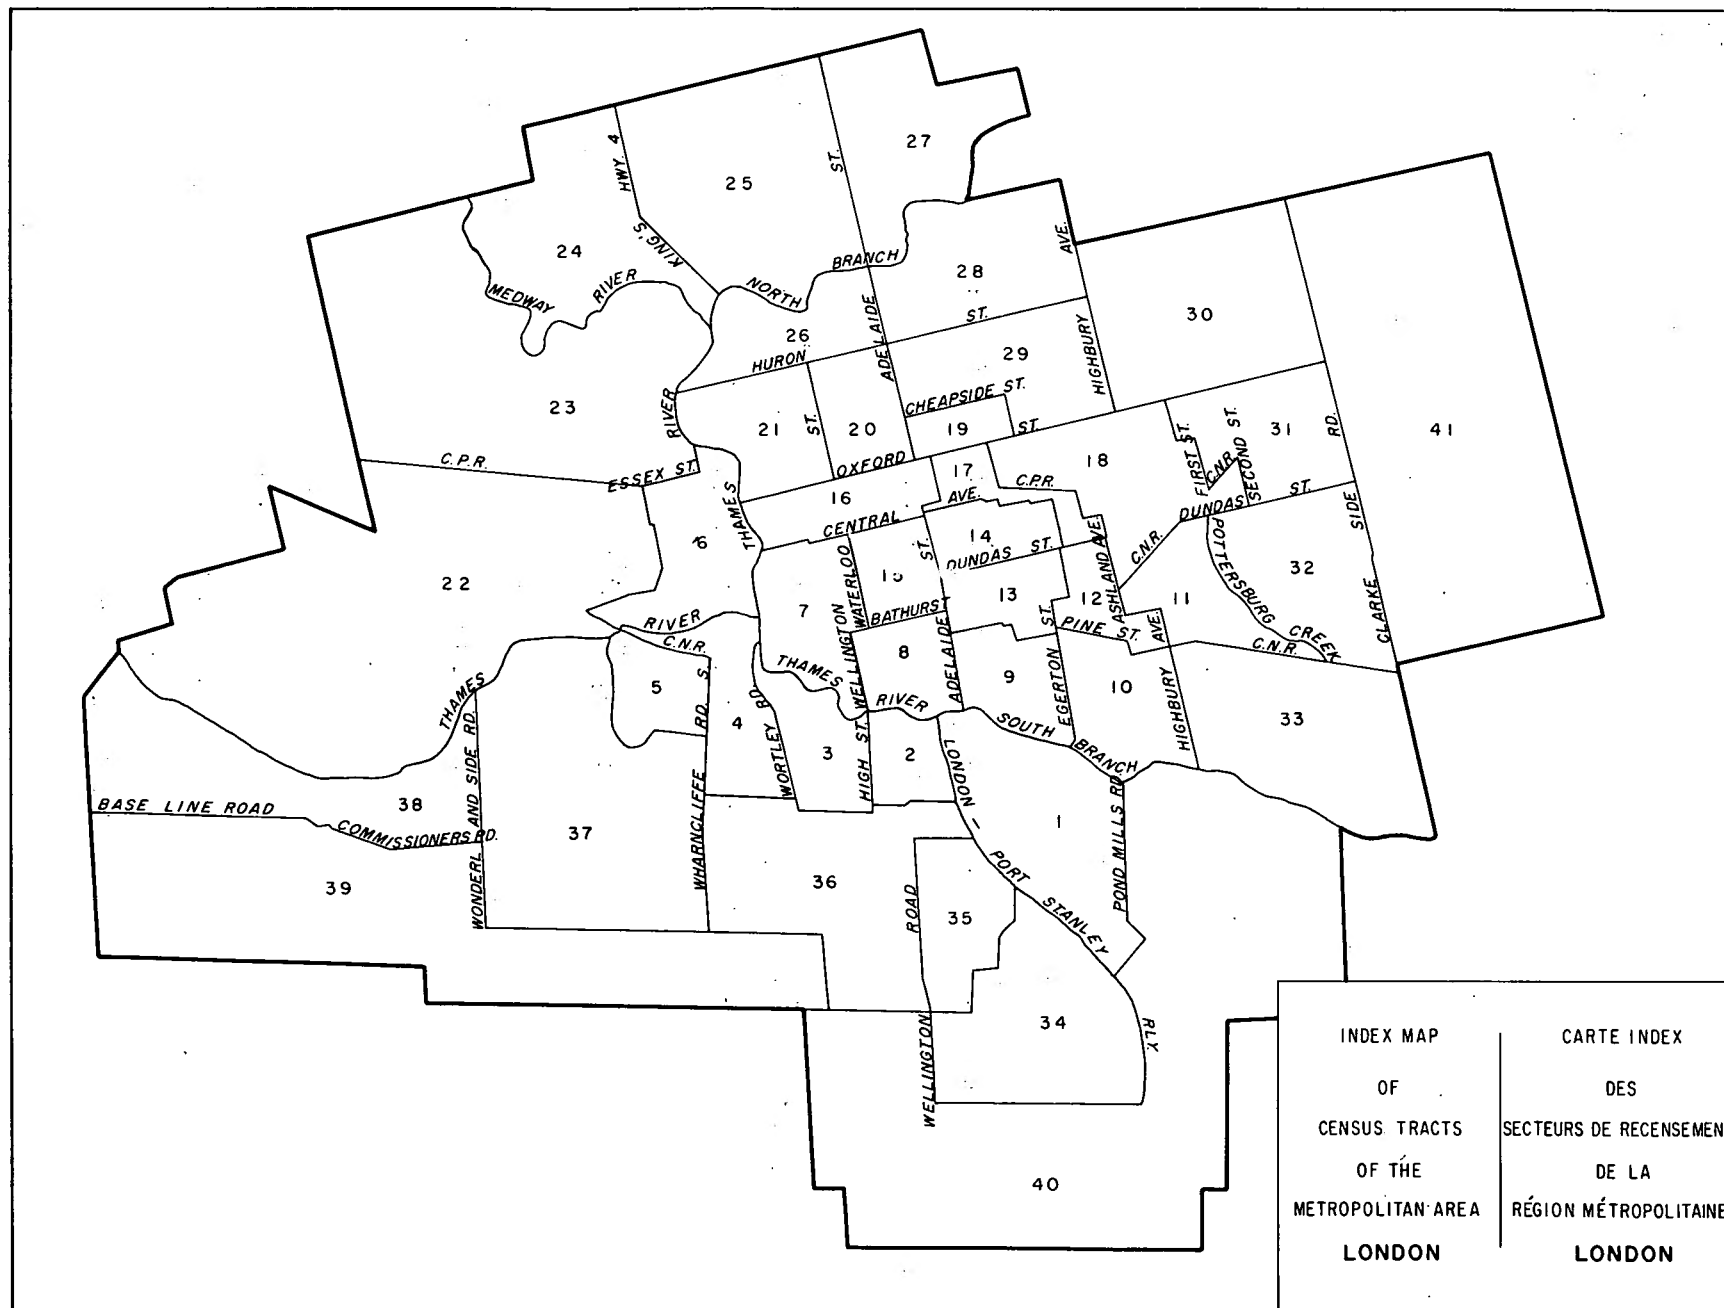 27
HWY. 4
ST.
25
KING'S
24
AVE.
BRANCH
28
NORTH
RIVER
MEDWAY
ADELAIDE
ST.
30
HIGHBURY
26
HURON
29
CHEAPSIDE ST.
23
RIVER
21
ST.
20
19
ST.
FIRST ST.
C.N.R.
SECOND ST.
31
RD.
41
C.P.R.
ESSEX ST.
OXFORD
17
18
C.P.R.
16
AVE.
CENTRAL
DUNDAS
ST.
SIDE
THAMES
6
WATERLOO
ST.
14
DUNDAS ST.
ASHLAND AVE.
C.N.R.
POTTERSBURG
CREEK
32
22
7
15
13
12
11
CLARKE
RIVER
WELLINGTON
BATHURST
ST.
PINE ST.
AVE.
C.N.R.
C.N.R.
8
ADELAIDE
9
EGERTON
10
HIGHBURY
THAMES
RIVER
SOUTH
BRANCH
5
RD. S.
4
WORTLEY RD.
3
HIGH ST.
2
33
THAMES
WONDERLAND SIDE RD.
BASE LINE ROAD
38
COMMISSIONERS RD.
37
WHARNCLIFFE
LONDON -
PORT
STANLEY
RLY.
1
POND MILLS RD.
39
36
ROAD
35
WELLINGTON
34
40
INDEX MAP
OF
CENSUS TRACTS
OF THE
METROPOLITAN AREA
LONDON
CARTE INDEX
DES
SECTEURS DE RECENSEMEN
DE LA
RÉGION MÉTROPOLITAINE
LONDON